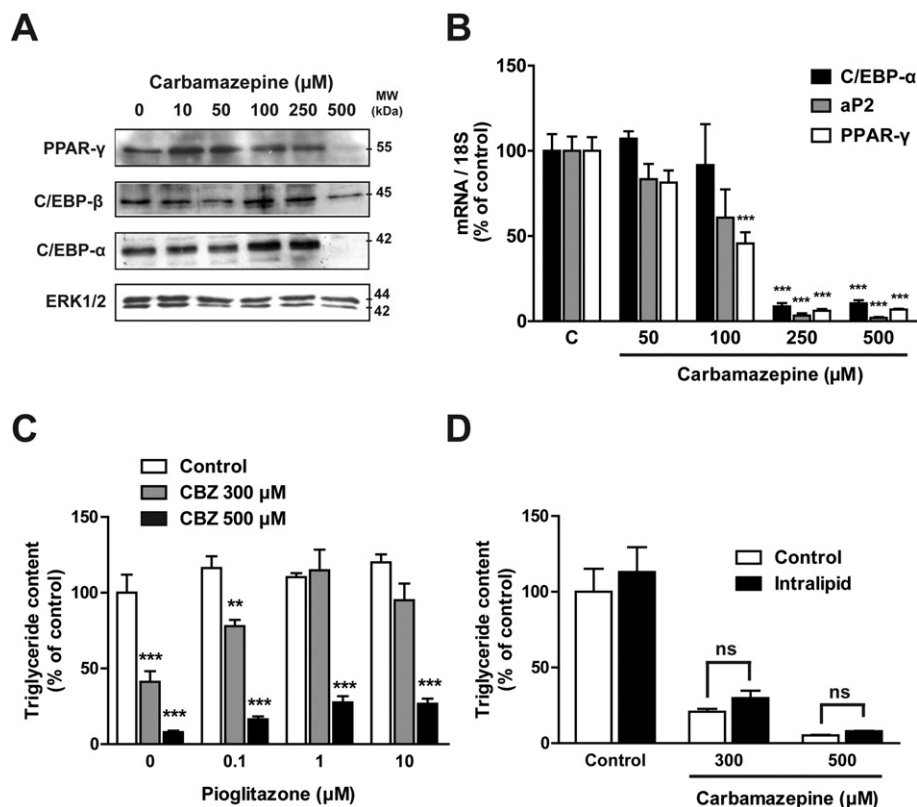 A
Carbamazepine (µM)
0 10 50 100 250 500
MW
(kDa)
PPAR-γ
55
C/EBP-β
45
C/EBP-α
42
ERK1/2
44
42
B
mRNA / 18S
(% of control)
150
100
50
0
C/EBP-α
aP2
PPAR-γ
***
*** *** ***
*** *** ***
C 50 100 250 500
Carbamazepine (µM)
C
Control
CBZ 300 µM
CBZ 500 µM
Triglyceride content
(% of control)
150
100
50
0
*** ***
** ***
***
***
0 0.1 1 10
Pioglitazone (µM)
D
Triglyceride content
(% of control)
150
100
50
0
Control
Intralipid
ns
ns
Control 300 500
Carbamazepine (µM)